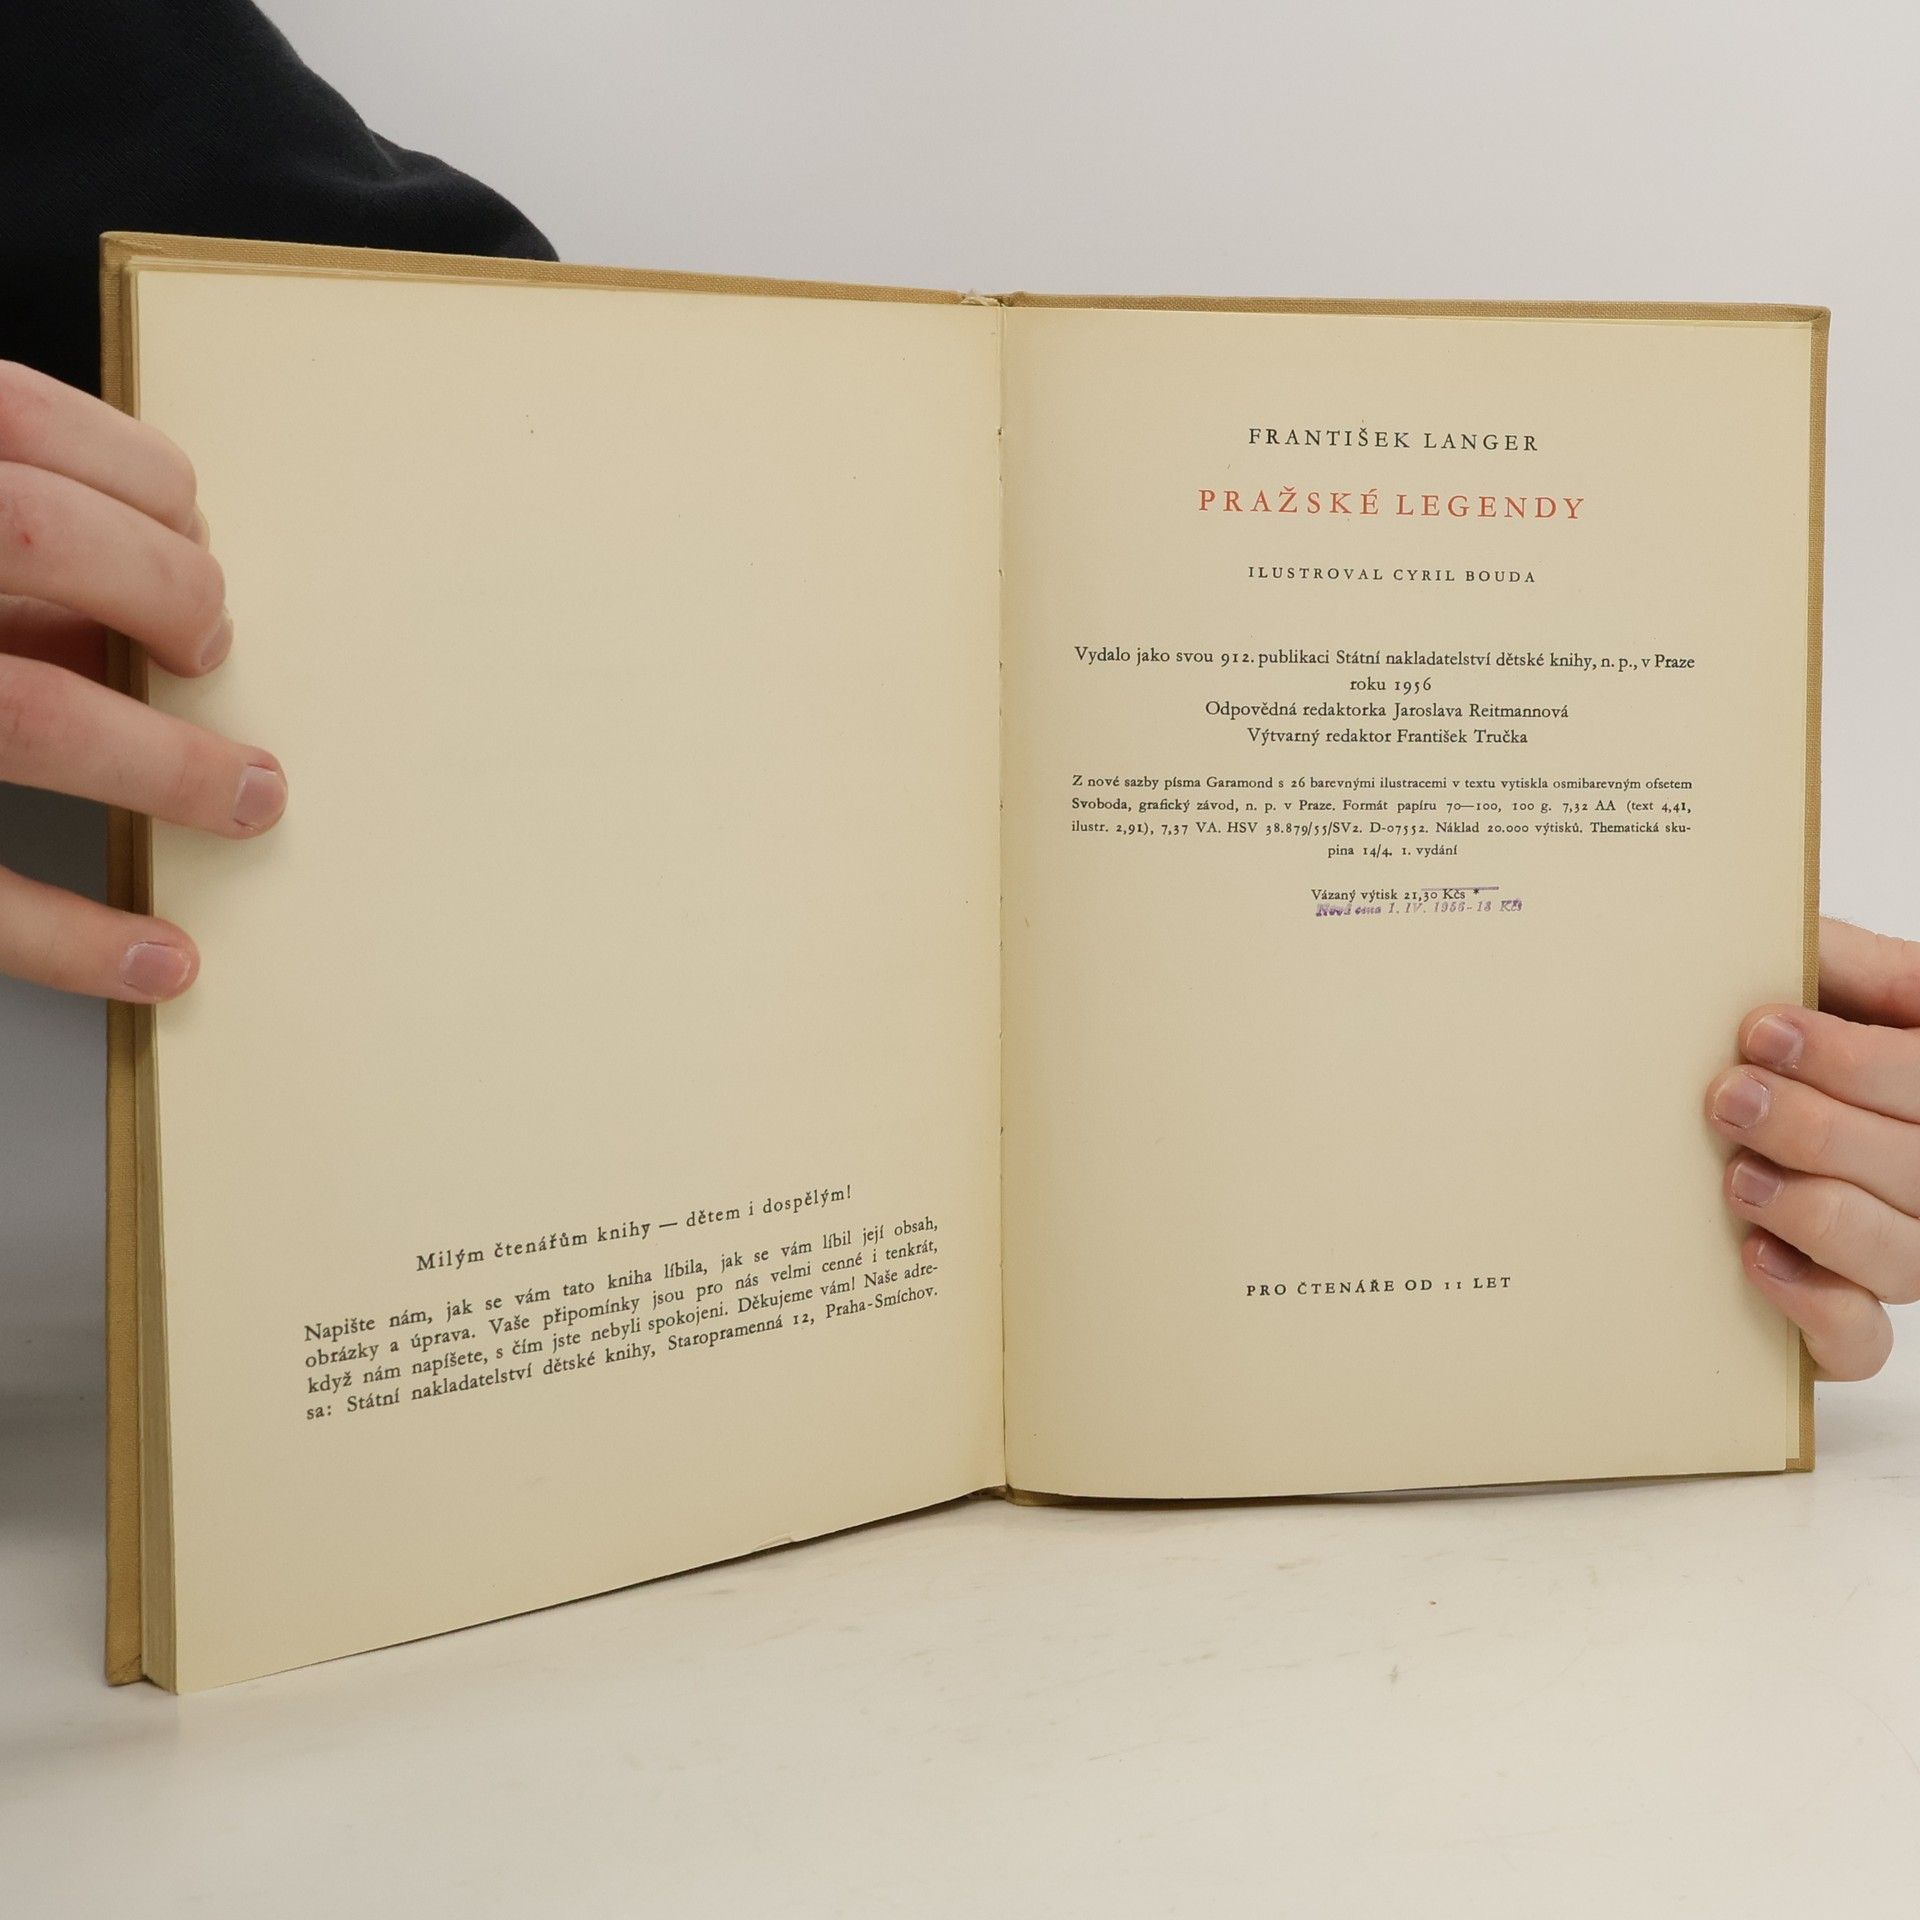 Milým čtenářům knihy — dětem i dospělým!
Napište nám, jak se vám tato kniha líbila, jak se vám líbil její obsah,
obrázky a úprava. Vaše připomínky jsou pro nás velmi cenné i tenkrát,
když nám napíšete, s čím jste nebyli spokojeni. Děkujeme vám! Naše adre-
sa: Státní nakladatelství dětské knihy, Staropramenná 12, Praha-Smíchov.
FRANTIŠEK LANGER
PRAŽSKÉ LEGENDY
ILUSTROVAL CYRIL BOUDA
Vydalo jako svou 912. publikaci Státní nakladatelství dětské knihy, n. p., v Praze
roku 1956
Odpovědná redaktorka Jaroslava Reitmannová
Výtvarný redaktor František Tručka
Z nové sazby písma Garamond s 26 barevnými ilustracemi v textu vytiskla osmibarevným ofsetem
Svoboda, grafický závod, n. p. v Praze. Formát papíru 70—100, 100 g. 7,32 AA (text 4,41,
ilustr. 2,91), 7,37 VA. HSV 38.879/55/SV2. D-07552. Náklad 20.000 výtisků. Thematická sku-
pina 14/4. 1. vydání
Vázaný výtisk 21,30 Kčs *
Nová cena 1. IV. 1956- 18 Kčs
PRO ČTENÁŘE OD 11 LET